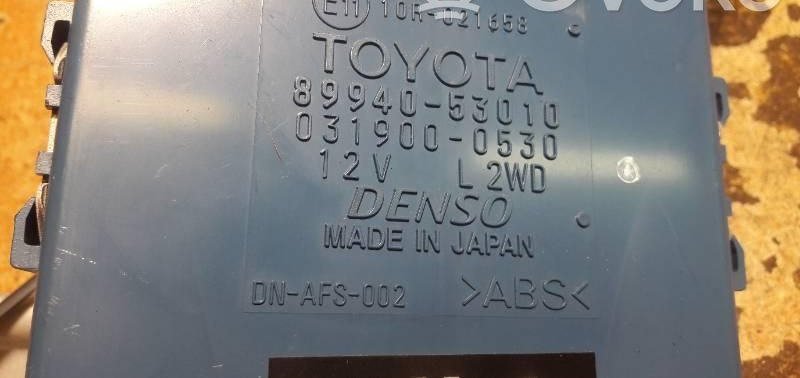 E11 10R-021658
TOYOTA
89940-53010
031900-0530
12V L 2WD
DENSO
MADE IN JAPAN
DN-AFS-002 >ABS<